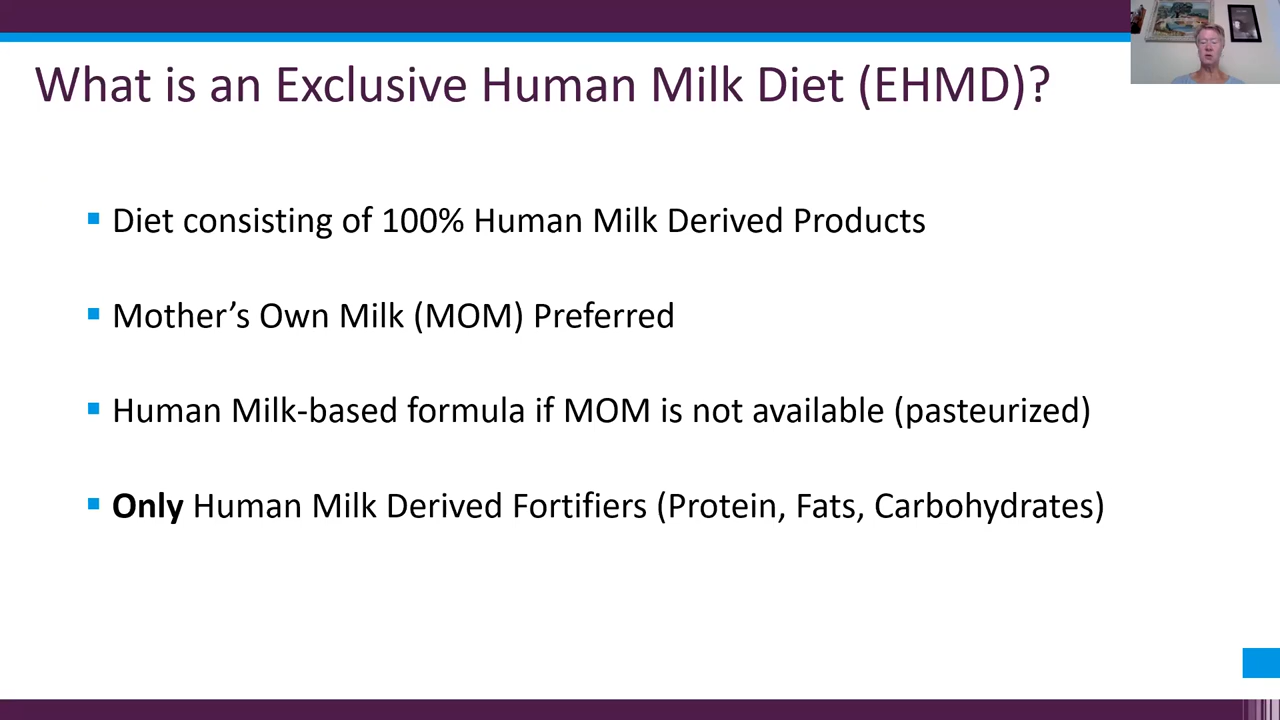 What is an Exclusive Human Milk Diet (EHMD)?
Diet consisting of 100% Human Milk Derived Products
Mother’s Own Milk (MOM) Preferred
Human Milk-based formula if MOM is not available (pasteurized)
Only Human Milk Derived Fortifiers (Protein, Fats, Carbohydrates)